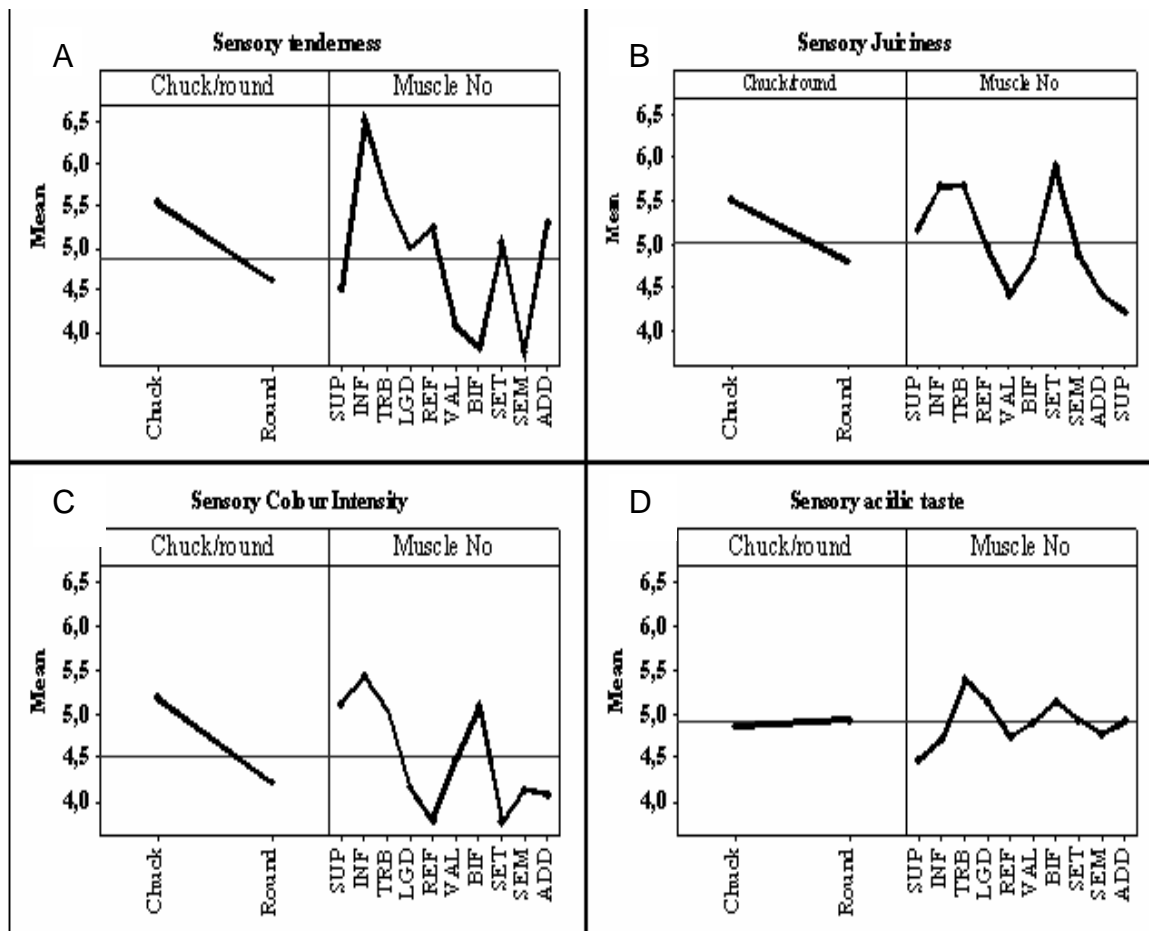 A
Sensory tenderness
Chuck/round
Muscle No
Mean
6,5
6,0
5,5
5,0
4,5
4,0
Chuck
Round
SUP
INF
TRB
LGD
REF
VAL
BIF
SET
SEM
ADD
B
Sensory Juiciness
Chuck/round
Muscle No
Mean
6,5
6,0
5,5
5,0
4,5
4,0
Chuck
Round
SUP
INF
TRB
REF
VAL
BIF
SET
SEM
ADD
SUP
C
Sensory Colour Intensity
Chuck/round
Muscle No
Mean
6,5
6,0
5,5
5,0
4,5
4,0
Chuck
Round
SUP
INF
TRB
LGD
REF
VAL
BIF
SET
SEM
ADD
D
Sensory acidic taste
Chuck/round
Muscle No
Mean
6,5
6,0
5,5
5,0
4,5
4,0
Chuck
Round
SUP
INF
TRB
LGD
REF
VAL
BIF
SET
SEM
ADD